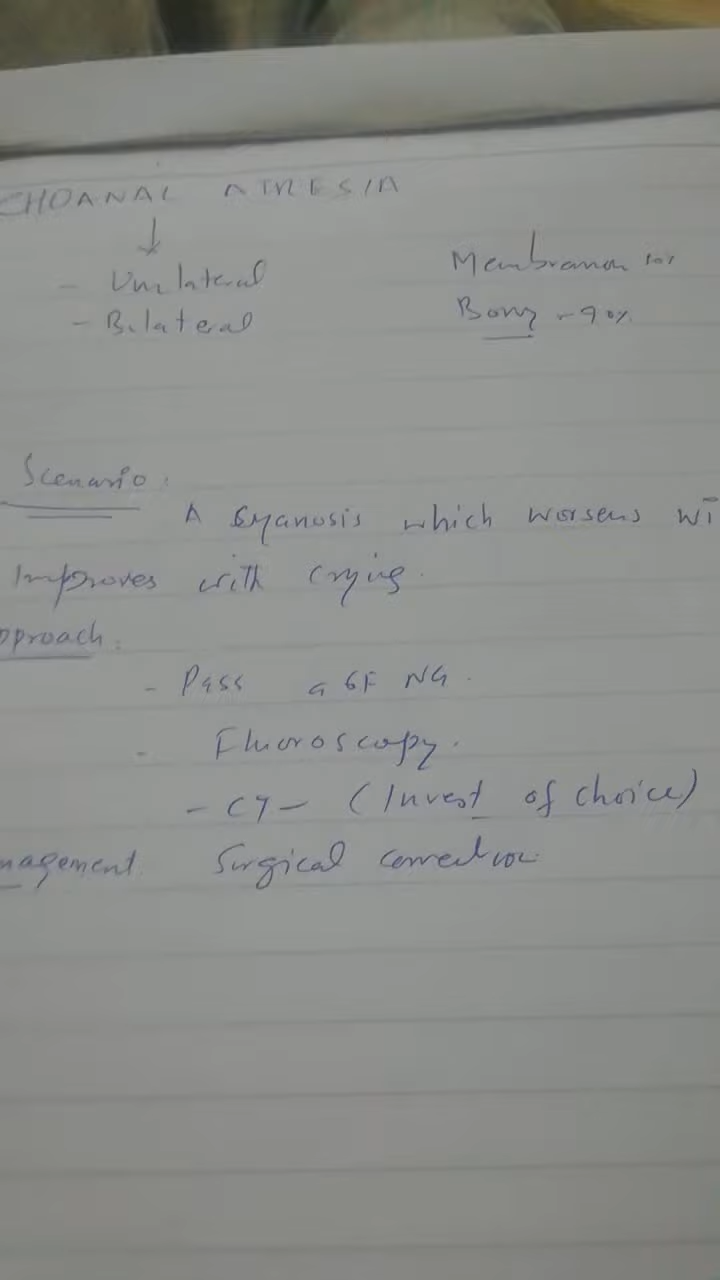 CHOANAL ATRESIA
- Unilateral
Membranous 10%
- Bilateral
Bony - 90%
Scenario:
A Cyanosis which worsens wi
Improves with crying.
pproach:
- Pass a 6F NG.
- Fluoroscopy.
- CT - (Invest of choice)
nagement. Surgical correction